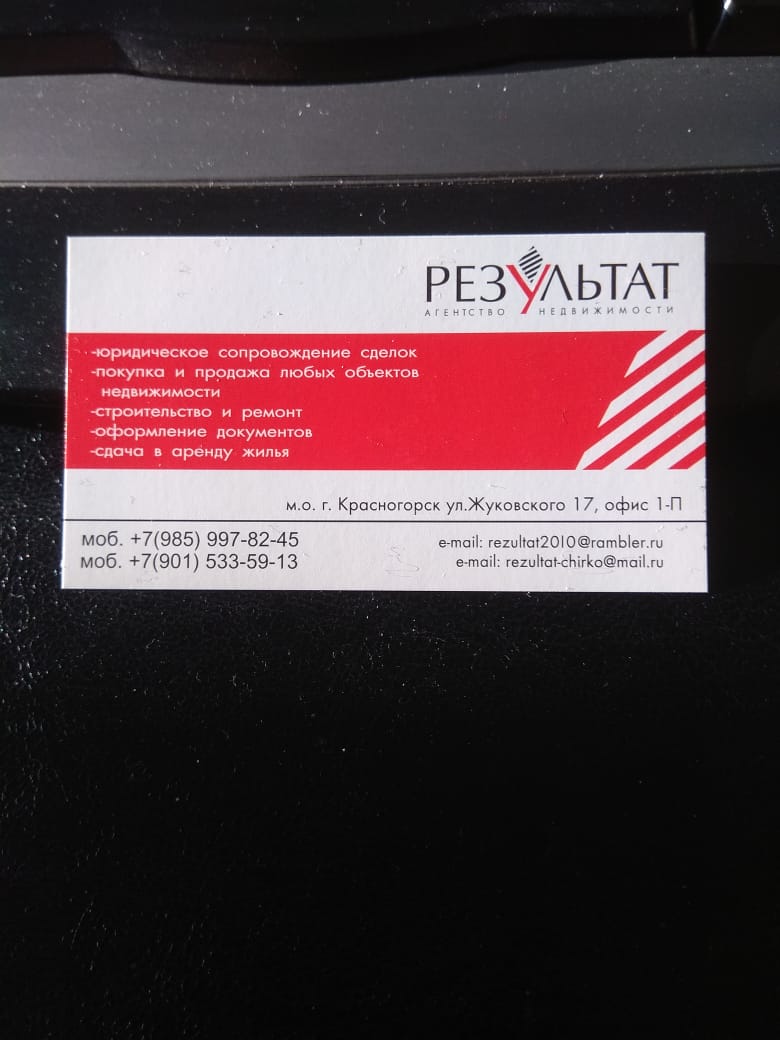 РЕЗУЛЬТАТ
АГЕНТСТВО НЕДВИЖИМОСТИ
-юридическое сопровождение сделок
-покупка и продажа любых объектов
недвижимости
-строительство и ремонт
-оформление документов
-сдача в аренду жилья
м.о. г. Красногорск ул.Жуковского 17, офис 1-П
моб. +7(985) 997-82-45
моб. +7(901) 533-59-13
e-mail: rezultat2010@rambler.ru
e-mail: rezultat-chirko@mail.ru